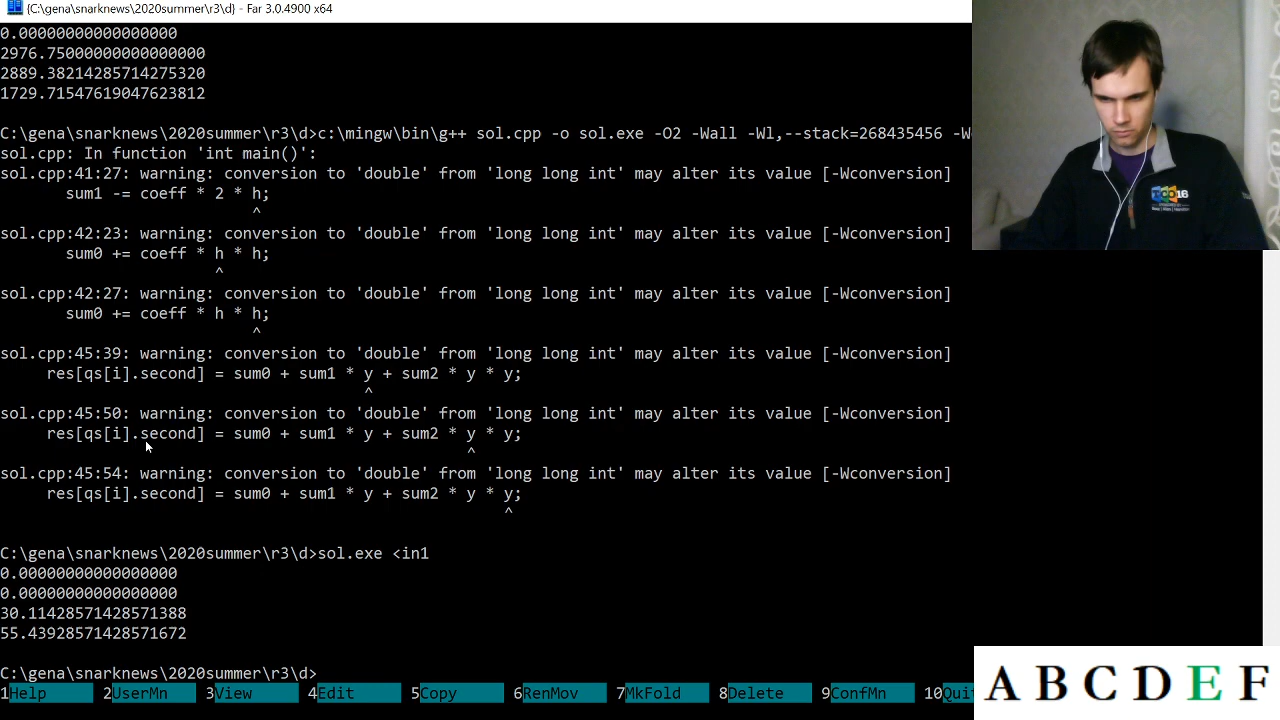 {C:\gena\snarknews\2020summer\r3\d} - Far 3.0.4900 x64
0.00000000000000000
2976.75000000000000000
2889.38214285714275320
1729.71547619047623812
C:\gena\snarknews\2020summer\r3\d>c:\mingw\bin\g++ sol.cpp -o sol.exe -O2 -Wall -Wl,--stack=268435456 -W
sol.cpp: In function 'int main()':
sol.cpp:41:27: warning: conversion to 'double' from 'long long int' may alter its value [-Wconversion]
sum1 -= coeff * 2 * h;
^
sol.cpp:42:23: warning: conversion to 'double' from 'long long int' may alter its value [-Wconversion]
sum0 += coeff * h * h;
^
sol.cpp:42:27: warning: conversion to 'double' from 'long long int' may alter its value [-Wconversion]
sum0 += coeff * h * h;
^
sol.cpp:45:39: warning: conversion to 'double' from 'long long int' may alter its value [-Wconversion]
res[qs[i].second] = sum0 + sum1 * y + sum2 * y * y;
^
sol.cpp:45:50: warning: conversion to 'double' from 'long long int' may alter its value [-Wconversion]
res[qs[i].second] = sum0 + sum1 * y + sum2 * y * y;
^
sol.cpp:45:54: warning: conversion to 'double' from 'long long int' may alter its value [-Wconversion]
res[qs[i].second] = sum0 + sum1 * y + sum2 * y * y;
^
C:\gena\snarknews\2020summer\r3\d>sol.exe <in1
0.00000000000000000
0.00000000000000000
30.11428571428571388
55.43928571428571672
C:\gena\snarknews\2020summer\r3\d>
1Help 2UserMn 3View 4Edit 5Copy 6RenMov 7MkFold 8Delete 9ConfMn 10Qui
A B C D E F